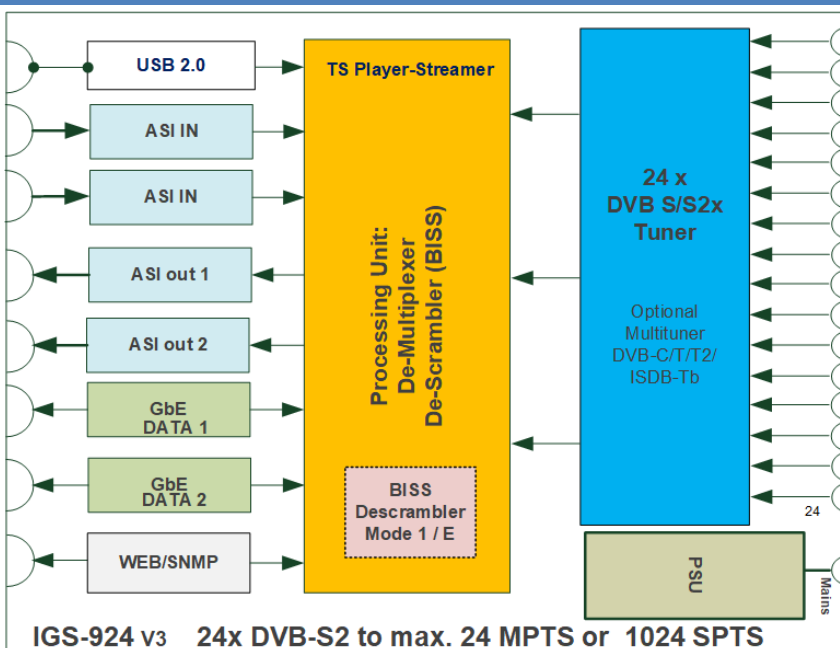 USB 2.0
ASI IN
ASI IN
ASI out 1
ASI out 2
GbE
DATA 1
GbE
DATA 2
WEB/SNMP
TS Player-Streamer
Processing Unit:
De-Multiplexer
De-Scrambler (BISS)
BISS
Descrambler
Mode 1 / E
24 x
DVB S/S2x
Tuner
Optional
Multituner
DVB-C/T/T2/
ISDB-Tb
24
PSU
Mains
IGS-924 V3 24x DVB-S2 to max. 24 MPTS or 1024 SPTS